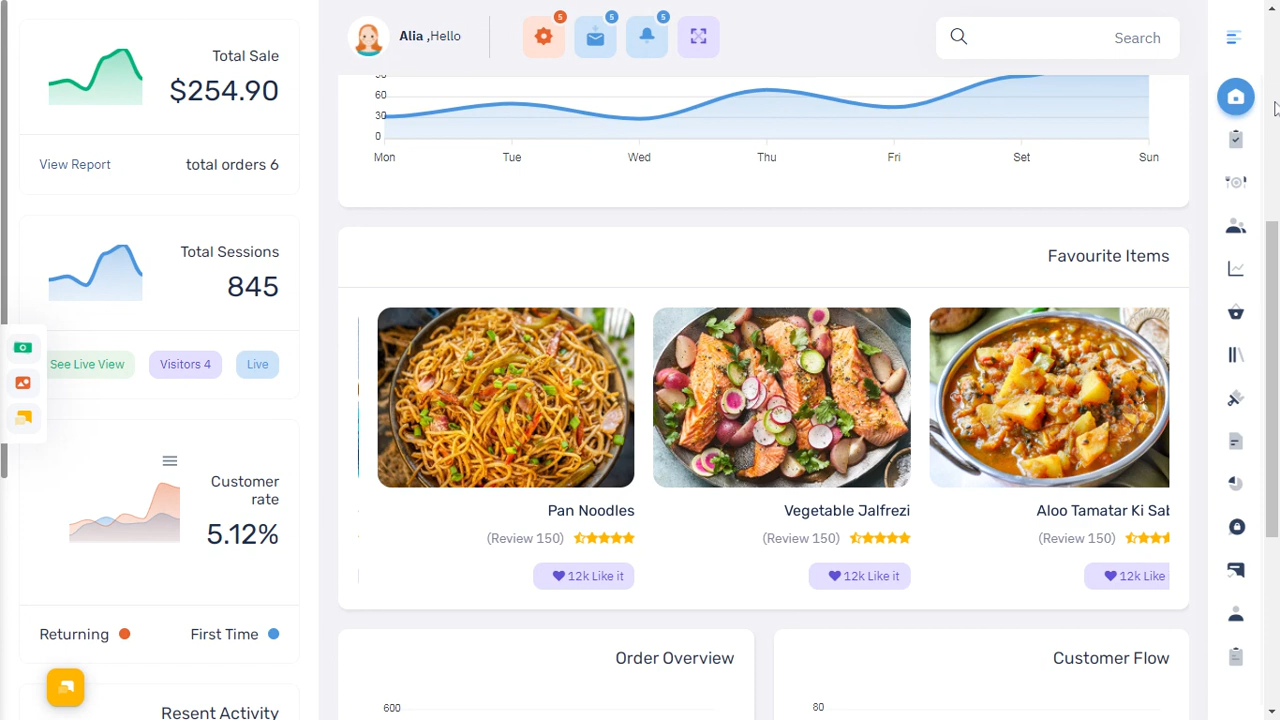 Total Sale
$254.90
View Report
total orders 6
Total Sessions
845
See Live View
Visitors 4
Live
Customer
rate
5.12%
Returning
First Time
Resent Activity
Alia ,Hello
5
5
5
Search
90
60
30
0
Mon
Tue
Wed
Thu
Fri
Set
Sun
Favourite Items
Pan Noodles
(Review 150)
12k Like it
Vegetable Jalfrezi
(Review 150)
12k Like it
Aloo Tamatar Ki Sab
(Review 150)
12k Like
Order Overview
600
Customer Flow
80